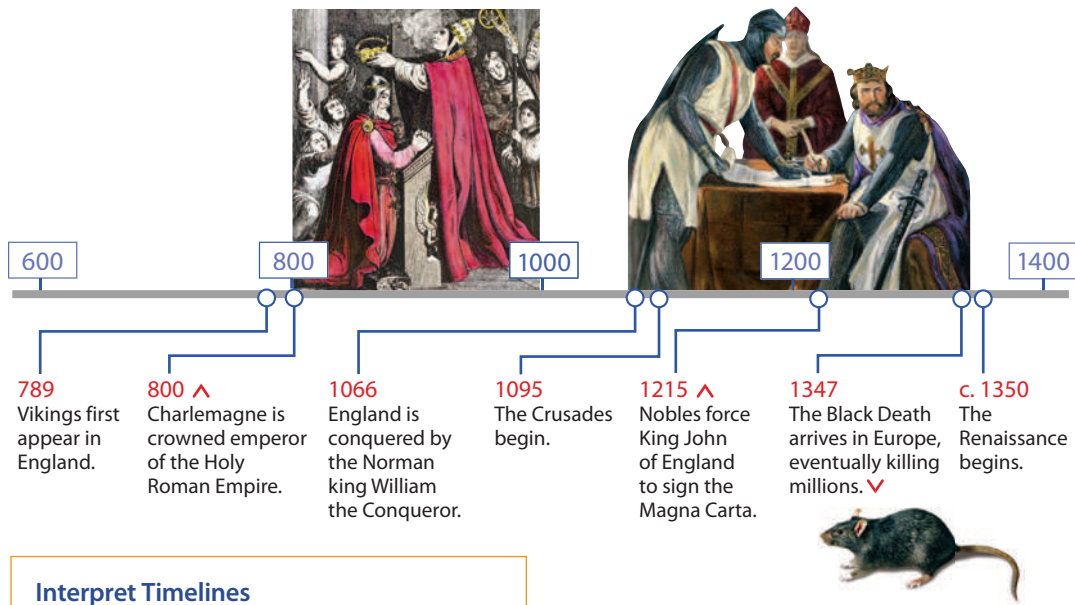 600
800
1000
1200
1400
789
Vikings first
appear in
England.
800 ^
Charlemagne is
crowned emperor
of the Holy
Roman Empire.
1066
England is
conquered by
the Norman
king William
the Conqueror.
1095
The Crusades
begin.
1215 ^
Nobles force
King John
of England
to sign the
Magna Carta.
1347
The Black Death
arrives in Europe,
eventually killing
millions. v
c. 1350
The
Renaissance
begins.
Interpret Timelines